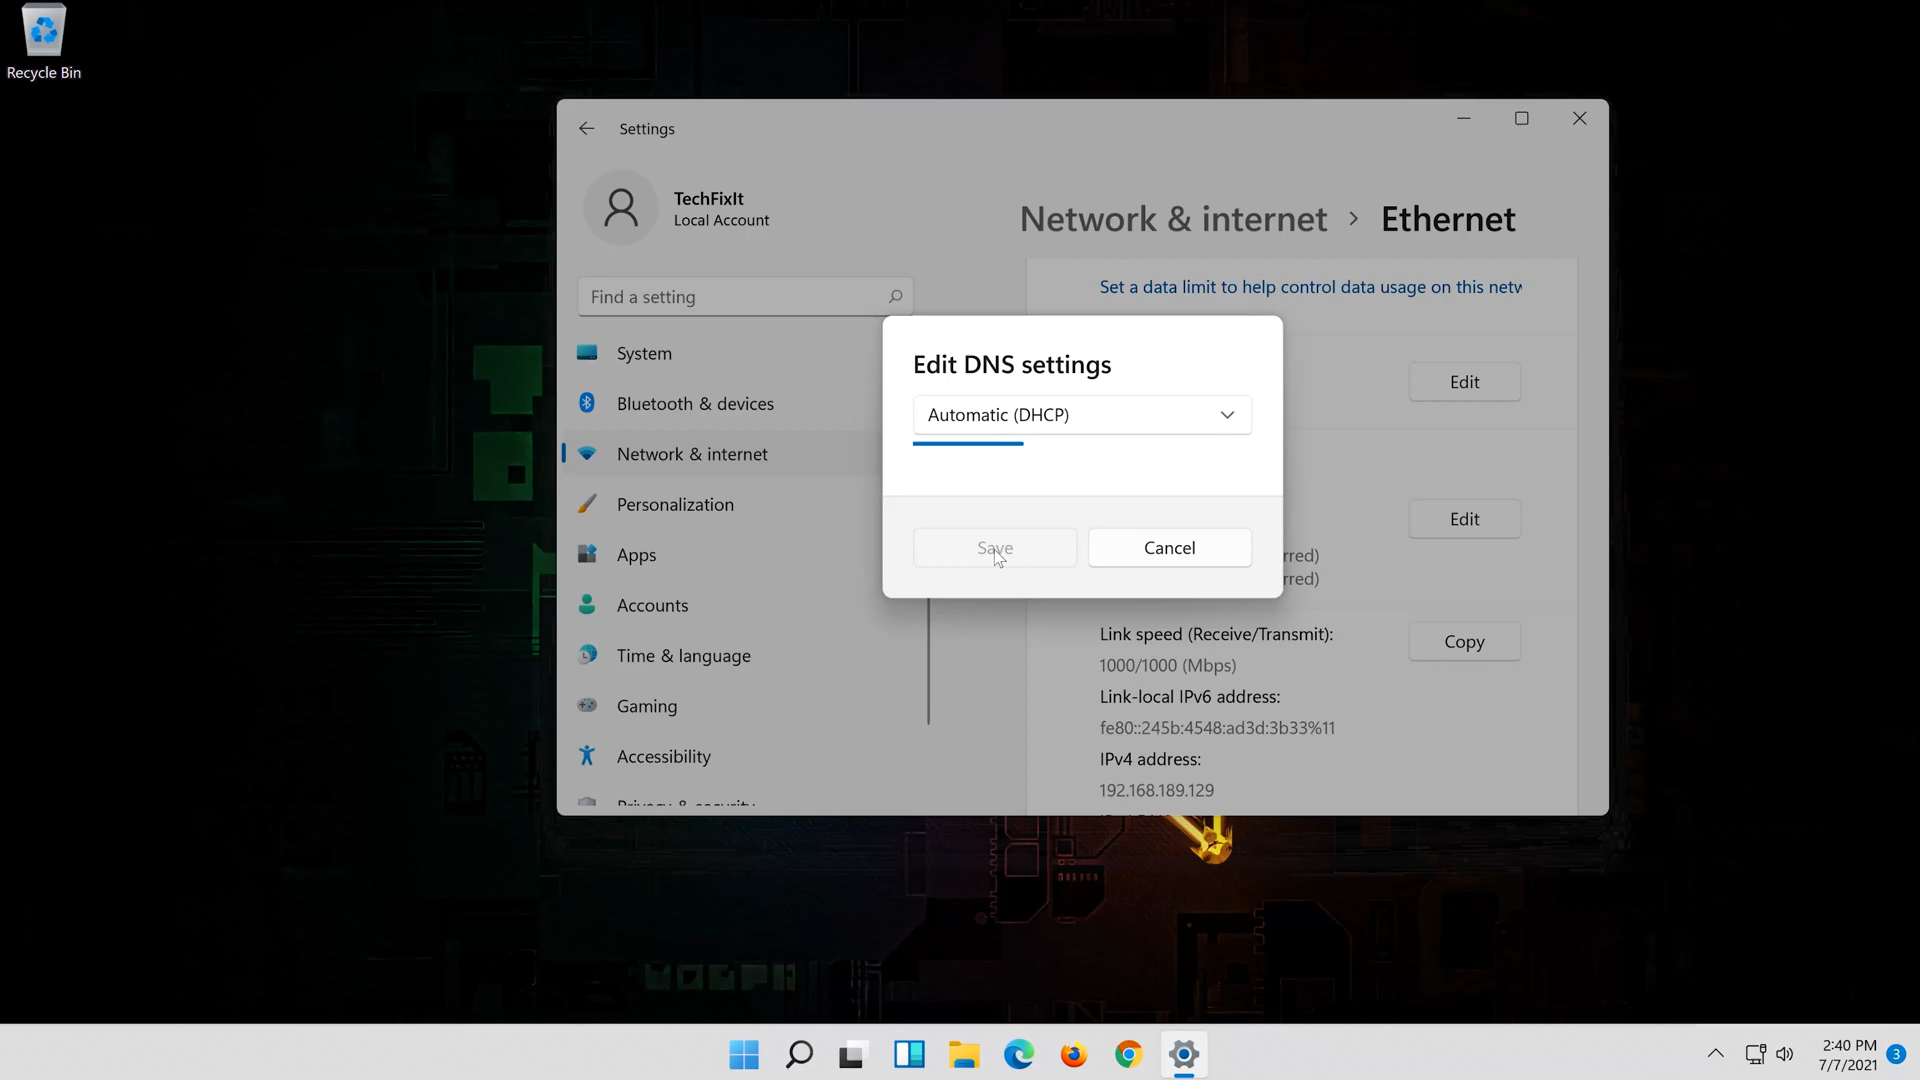 Recycle Bin
Settings
TechFixIt
Local Account
Network & internet > Ethernet
Find a setting
Set a data limit to help control data usage on this netw
System
Bluetooth & devices
Network & internet
Personalization
Apps
Accounts
Time & language
Gaming
Accessibility
Privacy & security
Edit
Edit DNS settings
Automatic (DHCP)
Save
Cancel
Edit
rred)
rred)
Link speed (Receive/Transmit):
Copy
1000/1000 (Mbps)
Link-local IPv6 address:
fe80::245b:4548:ad3d:3b33%11
IPv4 address:
192.168.189.129
2:40 PM
7/7/2021
3